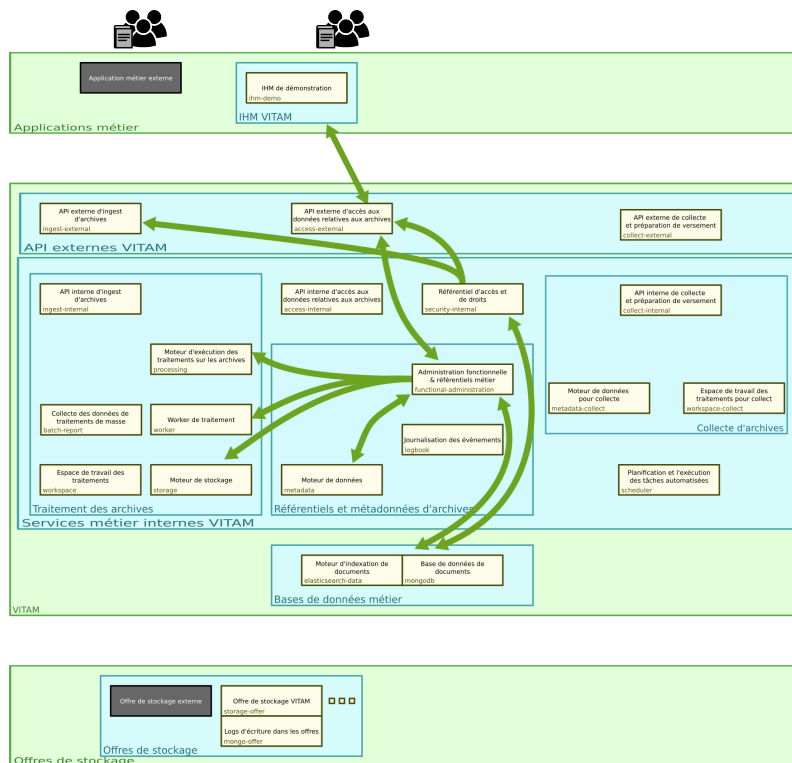 Application métier externe
IHM de démonstration
ihm-demo
IHM VITAM
Applications métier
API externe d'ingest
d'archives
ingest-external
API externe d'accès aux
données relatives aux archives
access-external
API externe de collecte
et préparation de versement
collect-external
API externes VITAM
API interne d'ingest
d'archives
ingest-internal
API interne d'accès aux
données relatives aux archives
access-internal
Référentiel d'accès et
de droits
security-internal
API interne de collecte
et préparation de versement
collect-internal
Moteur d'exécution des
traitements sur les archives
processing
Administration fonctionnelle
& référentiels métier
functional-administration
Moteur de données
pour collecte
metadata-collect
Espace de travail des
traitements pour collect
workspace-collect
Collecte d'archives
Collecte des données de
traitements de masse
batch-report
Worker de traitement
worker
Journalisation des évènements
logbook
Espace de travail des
traitements
workspace
Moteur de stockage
storage
Moteur de données
metadata
Planification et l'exécution
des tâches automatisées
scheduler
Traitement des archives
Référentiels et métadonnées d'archives
Services métier internes VITAM
Moteur d'indexation de
documents
elasticsearch-data
Base de données de
documents
mongodb
Bases de données métier
VITAM
Offre de stockage externe
Offre de stockage VITAM
storage-offer
Logs d'écriture dans les offres
mongo-offer
Offres de stockage
Offres de stockage